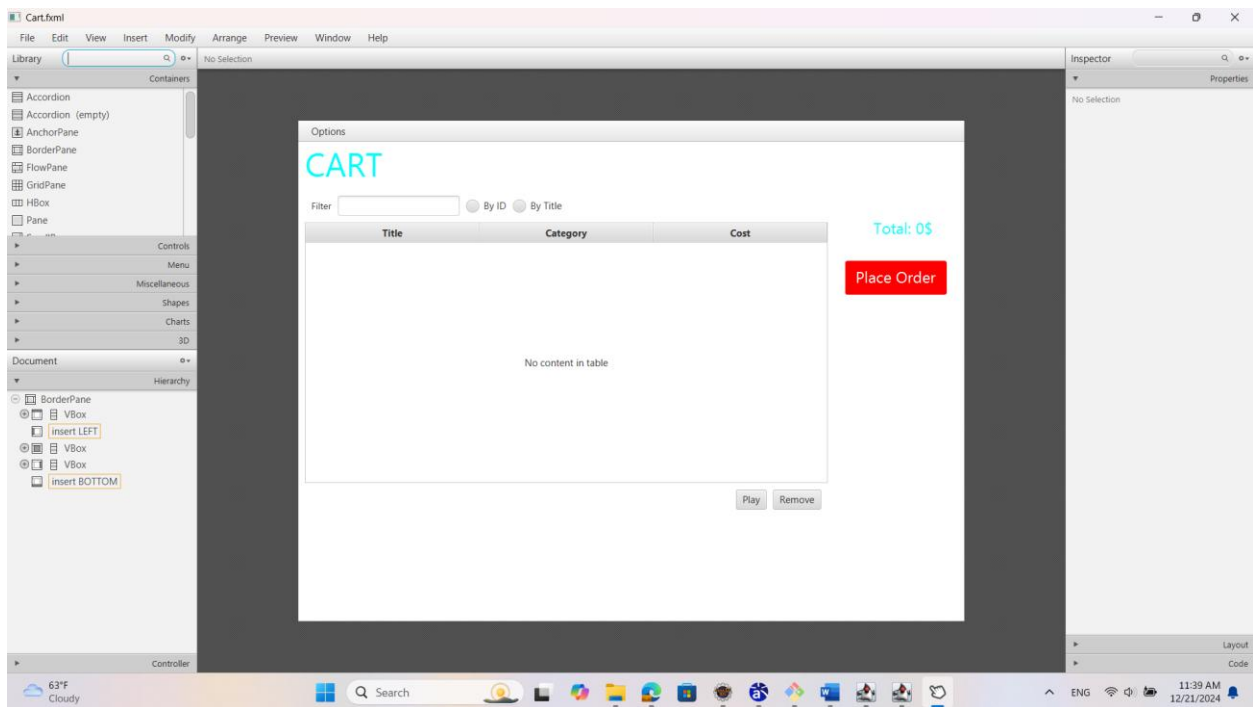 Cart.fxml
File Edit View Insert Modify Arrange Preview Window Help
Library
Containers
Accordion
Accordion (empty)
AnchorPane
BorderPane
FlowPane
GridPane
HBox
Pane
Controls
Menu
Miscellaneous
Shapes
Charts
3D
Document
Hierarchy
BorderPane
VBox
insert LEFT
VBox
VBox
insert BOTTOM
Controller
No Selection
Options
CART
Filter By ID By Title
Title Category Cost
No content in table
Play Remove
Total: 0$
Place Order
Inspector
Properties
No Selection
Layout
Code
63°F
Cloudy
Search
ENG
11:39 AM
12/21/2024